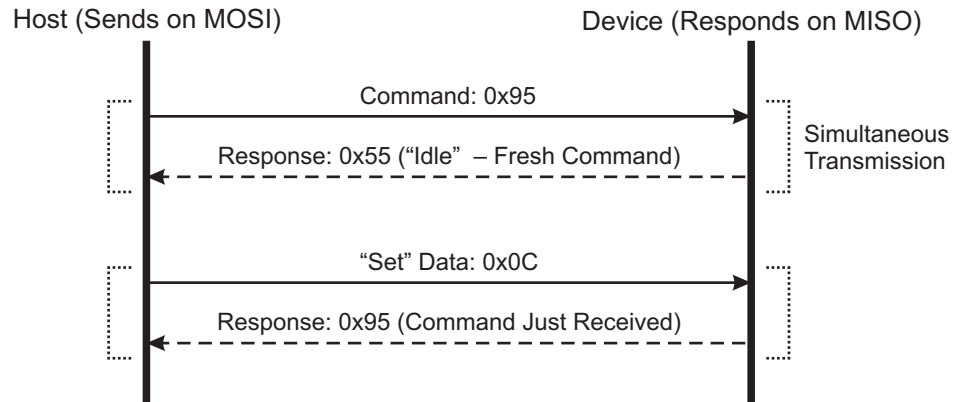 Host (Sends on MOSI)
Device (Responds on MISO)
Command: 0x95
Response: 0x55 (“Idle” – Fresh Command)
Simultaneous
Transmission
“Set” Data: 0x0C
Response: 0x95 (Command Just Received)